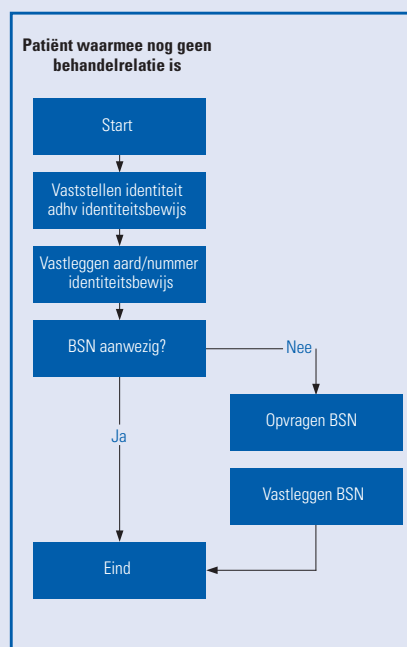 Patiënt waarmee nog geen
behandelrelatie is
Start
Vaststellen identiteit
adhv identiteitsbewijs
Vastleggen aard/nummer
identiteitsbewijs
BSN aanwezig?
Nee
Opvragen BSN
Ja
Vastleggen BSN
Eind